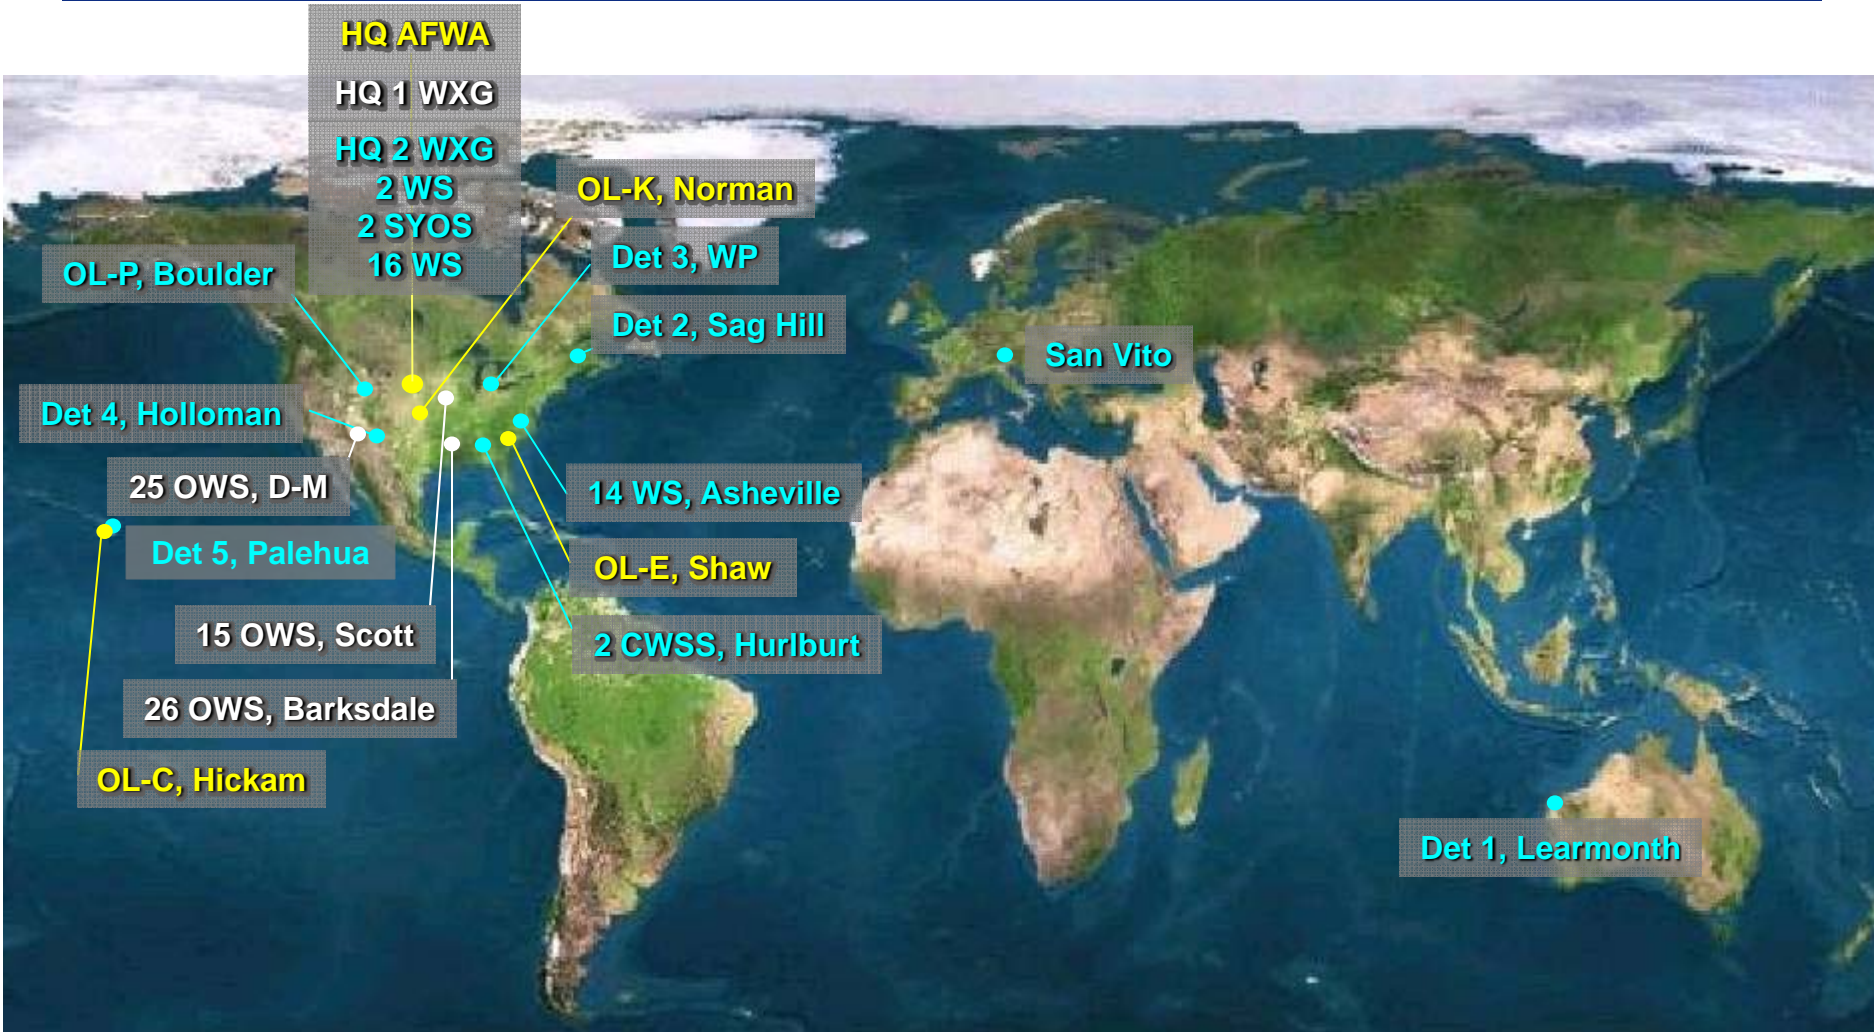 HQ AFWA
HQ 1 WXG
HQ 2 WXG
2 WS
2 SYOS
16 WS
OL-K, Norman
Det 3, WP
OL-P, Boulder
Det 2, Sag Hill
San Vito
Det 4, Holloman
25 OWS, D-M
14 WS, Asheville
Det 5, Palehua
OL-E, Shaw
15 OWS, Scott
2 CWSS, Hurlburt
26 OWS, Barksdale
OL-C, Hickam
Det 1, Learmonth